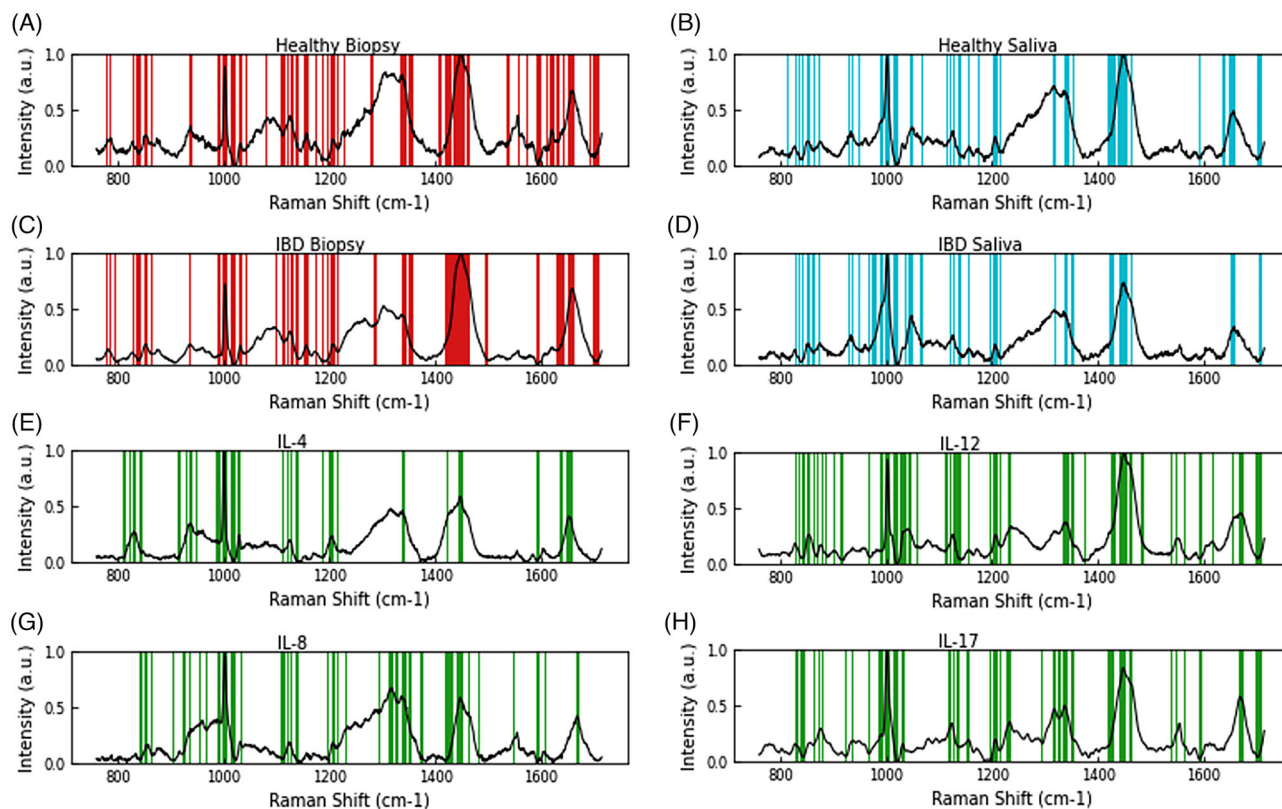 (A)
Healthy Biopsy
Intensity (a.u.)
1.0
0.5
0.0
800 1000 1200 1400 1600
Raman Shift (cm-1)
(B)
Healthy Saliva
Intensity (a.u.)
1.0
0.5
0.0
800 1000 1200 1400 1600
Raman Shift (cm-1)
(C)
IBD Biopsy
Intensity (a.u.)
1.0
0.5
0.0
800 1000 1200 1400 1600
Raman Shift (cm-1)
(D)
IBD Saliva
Intensity (a.u.)
1.0
0.5
0.0
800 1000 1200 1400 1600
Raman Shift (cm-1)
(E)
IL-4
Intensity (a.u.)
1.0
0.5
0.0
800 1000 1200 1400 1600
Raman Shift (cm-1)
(F)
IL-12
Intensity (a.u.)
1.0
0.5
0.0
800 1000 1200 1400 1600
Raman Shift (cm-1)
(G)
IL-8
Intensity (a.u.)
1.0
0.5
0.0
800 1000 1200 1400 1600
Raman Shift (cm-1)
(H)
IL-17
Intensity (a.u.)
1.0
0.5
0.0
800 1000 1200 1400 1600
Raman Shift (cm-1)